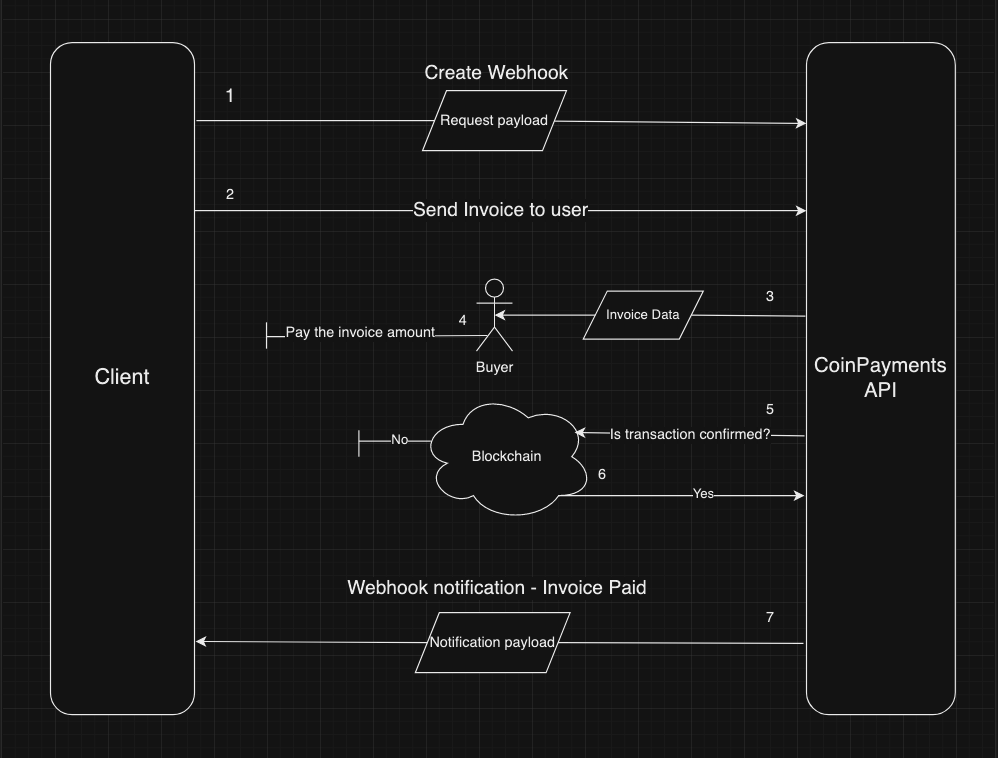 Create Webhook
1
Request payload
2
Send Invoice to user
3
Invoice Data
4
Pay the invoice amount
Buyer
Client
CoinPayments
API
5
Is transaction confirmed?
No
Blockchain
6
Yes
Webhook notification - Invoice Paid
7
Notification payload